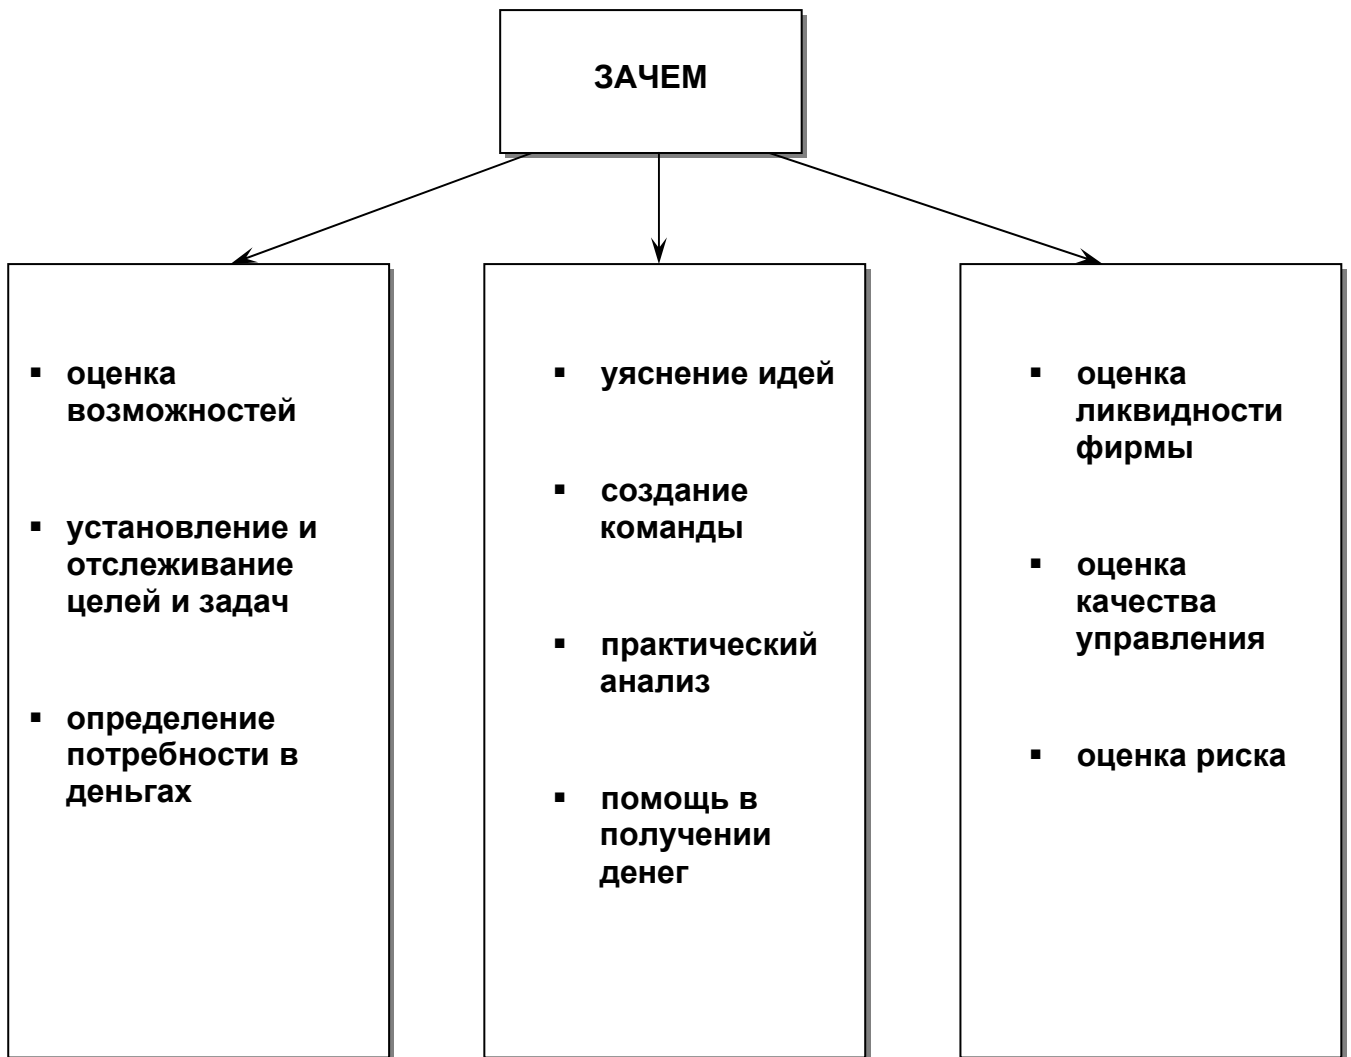 ЗАЧЕМ
▪ оценка
возможностей
▪ установление и
отслеживание
целей и задач
▪ определение
потребности в
деньгах
▪ уяснение идей
▪ создание
команды
▪ практический
анализ
▪ помощь в
получении
денег
▪ оценка
ликвидности
фирмы
▪ оценка
качества
управления
▪ оценка риска